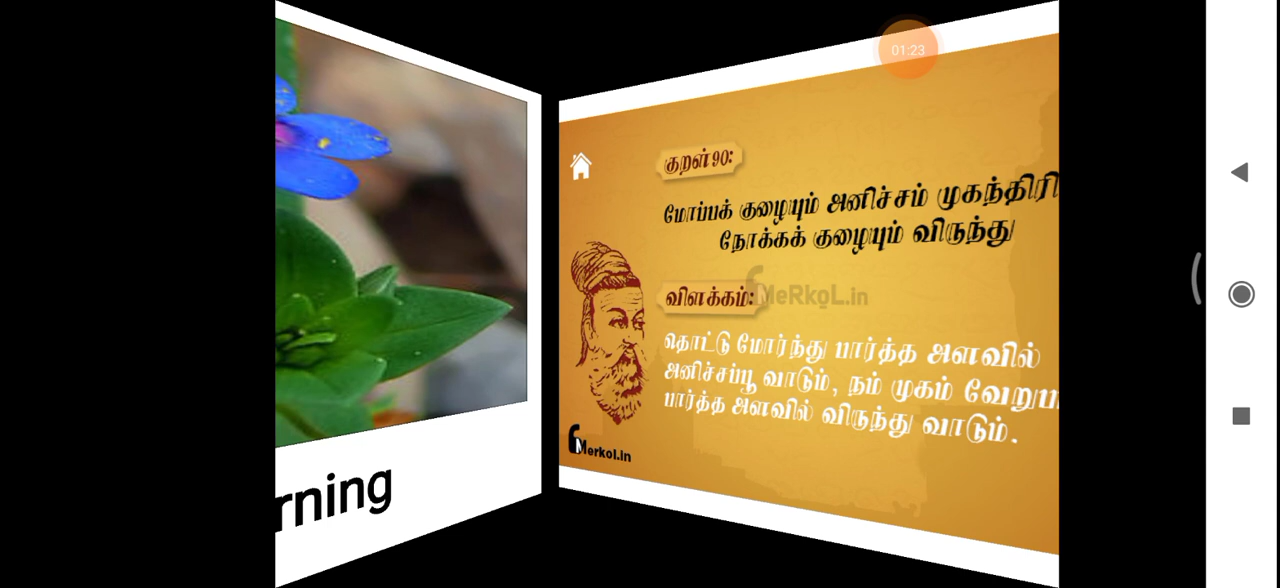 rning
01:23
குறள் 90:
மோப்பக் குழையும் அனிச்சம் முகந்திரி
நோக்கக் குழையும் விருந்து
MeRkoL.in
விளக்கம்:
தொட்டு மோர்ந்து பார்த்த அளவில்
அனிச்சப்பூ வாடும், நம் முகம் வேறுப
பார்த்த அளவில் விருந்து வாடும்.
Merkol.in